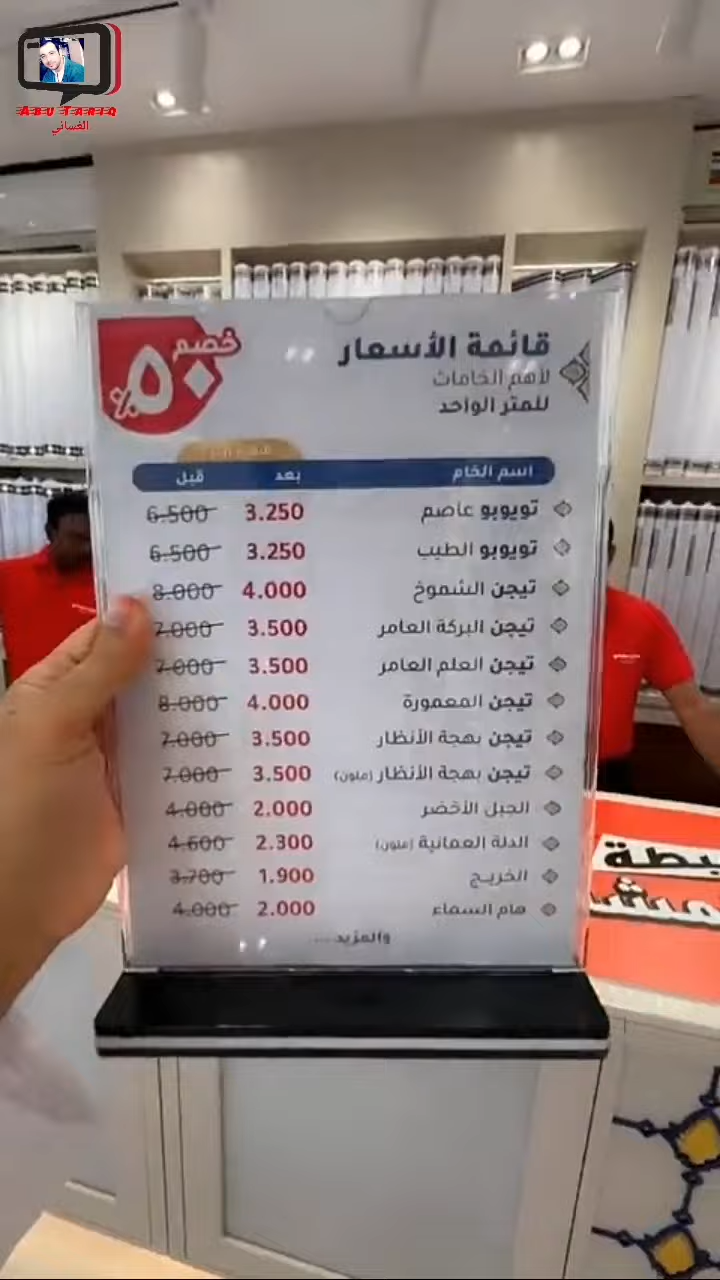 ABU TARIQ
الغساني
خصم
٥٠%
قائمة الأسعار
لأهم الخامات
للمتر الواحد
اسم الخام بعد قبل
تويوبو عاصم 3.250 6.500
تويوبو الطيب 3.250 6.500
تيجن الشموخ 4.000 8.000
تيجن البركة العامر 3.500 7.000
تيجن العلم العامر 3.500 7.000
تيجن المعمورة 4.000 8.000
تيجن بهجة الأنظار 3.500 7.000
تيجن بهجة الأنظار (ملون) 3.500 7.000
الجبل الأخضر 2.000 4.000
الدلة العمانية (ملون) 2.300 4.600
الخريج 1.900 3.700
هام السماء 2.000 4.000
والمزيد....